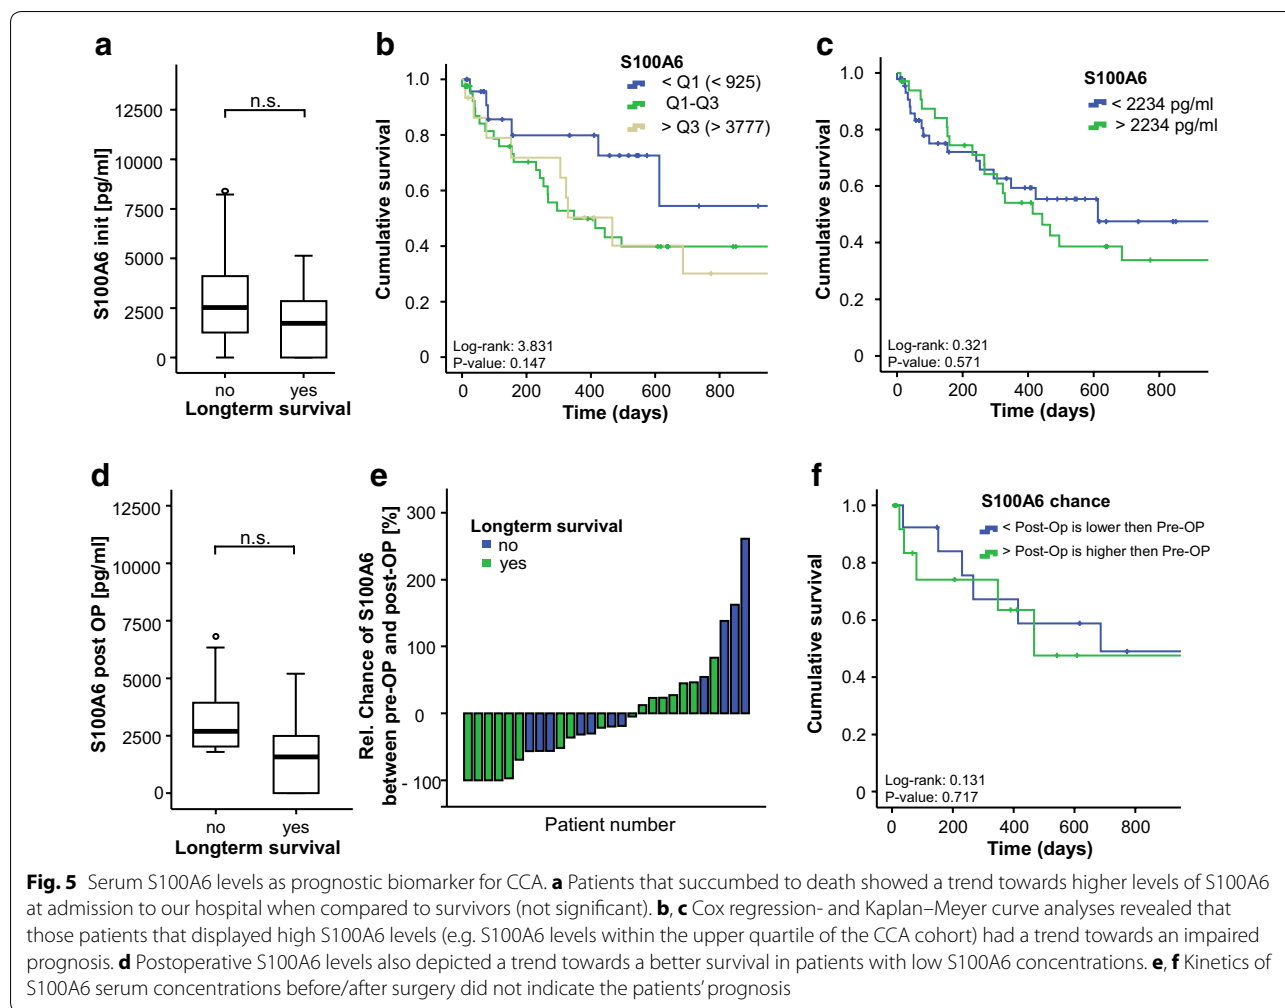 a
S100A6 init [pg/ml]
12500
10000
7500
5000
2500
0
n.s.
no yes
Longterm survival
b
Cumulative survival
1.0
0.8
0.6
0.4
0.2
0
S100A6
< Q1 (< 925)
Q1-Q3
> Q3 (> 3777)
Log-rank: 3.831
P-value: 0.147
0 200 400 600 800
Time (days)
c
Cumulative survival
1.0
0.8
0.6
0.4
0.2
0
S100A6
< 2234 pg/ml
> 2234 pg/ml
Log-rank: 0.321
P-value: 0.571
0 200 400 600 800
Time (days)
d
S100A6 post OP [pg/ml]
12500
10000
7500
5000
2500
0
n.s.
no yes
Longterm survival
e
Rel. Chance of S100A6
between pre-OP and post-OP [%]
300
200
100
0
- 100
Longterm survival
no
yes
Patient number
f
Cumulative survival
1.0
0.8
0.6
0.4
0.2
0
S100A6 chance
< Post-Op is lower then Pre-OP
> Post-Op is higher then Pre-OP
Log-rank: 0.131
P-value: 0.717
0 200 400 600 800
Time (days)
Fig. 5 Serum S100A6 levels as prognostic biomarker for CCA. a Patients that succumbed to death showed a trend towards higher levels of S100A6
at admission to our hospital when compared to survivors (not significant). b, c Cox regression- and Kaplan–Meyer curve analyses revealed that
those patients that displayed high S100A6 levels (e.g. S100A6 levels within the upper quartile of the CCA cohort) had a trend towards an impaired
prognosis. d Postoperative S100A6 levels also depicted a trend towards a better survival in patients with low S100A6 concentrations. e, f Kinetics of
S100A6 serum concentrations before/after surgery did not indicate the patients' prognosis